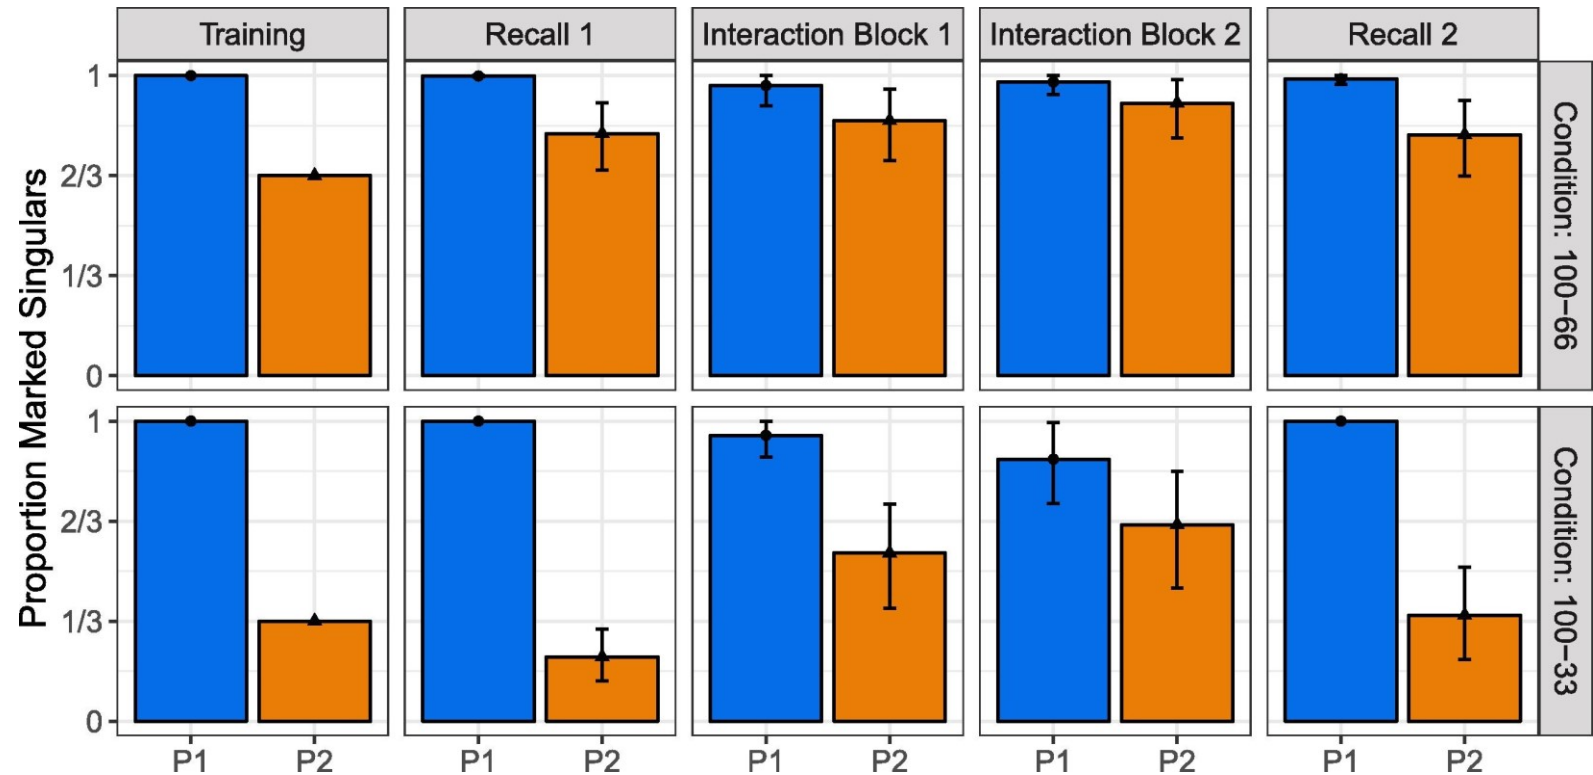 Training
Recall 1
Interaction Block 1
Interaction Block 2
Recall 2
Proportion Marked Singulars
1
2/3
1/3
0
Condition: 100−66
1
2/3
1/3
0
Condition: 100−33
P1
P2
P1
P2
P1
P2
P1
P2
P1
P2